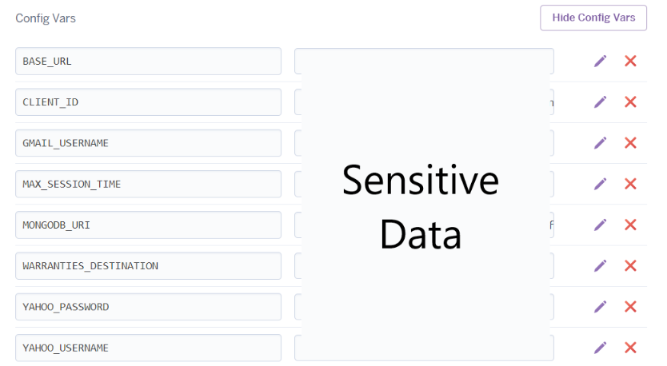 Config Vars
Hide Config Vars
BASE_URL
CLIENT_ID
GMAIL_USERNAME
MAX_SESSION_TIME
MONGODB_URI
WARRANTIES_DESTINATION
YAHOO_PASSWORD
YAHOO_USERNAME
Sensitive
Data